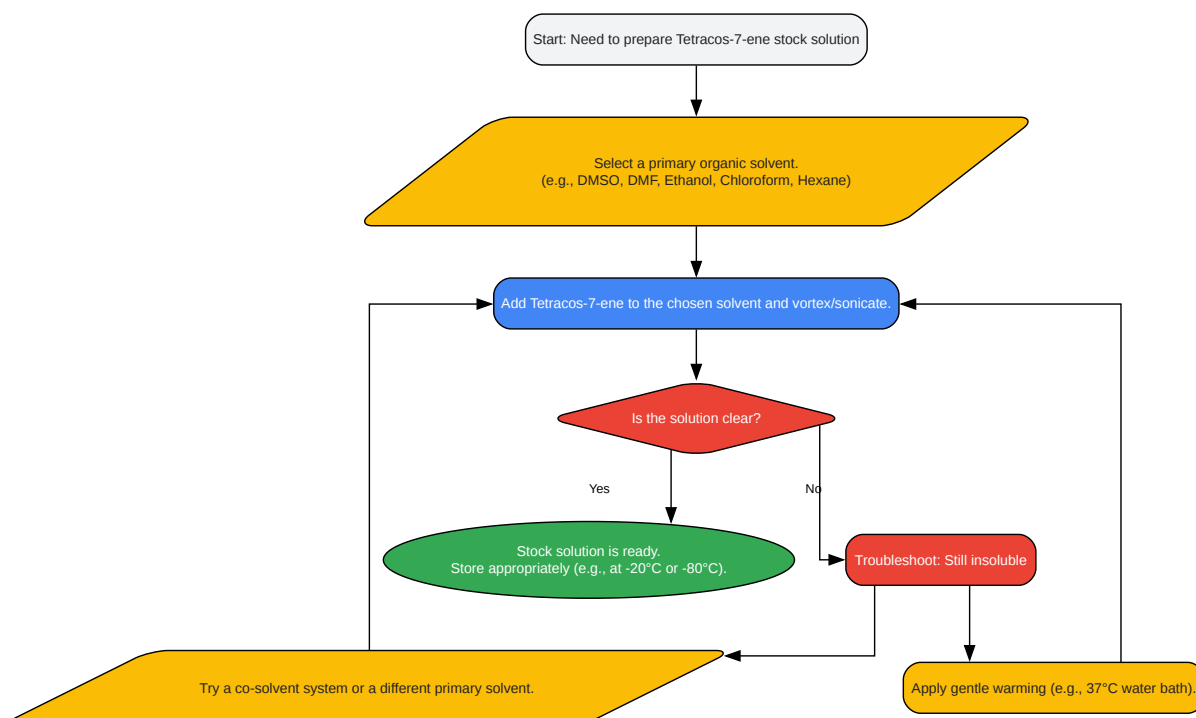 Start: Need to prepare Tetracos-7-ene stock solution
Select a primary organic solvent.
(e.g., DMSO, DMF, Ethanol, Chloroform, Hexane)
Add Tetracos-7-ene to the chosen solvent and vortex/sonicate.
Is the solution clear?
Yes
No
Stock solution is ready.
Store appropriately (e.g., at -20°C or -80°C).
Troubleshoot: Still insoluble
Try a co-solvent system or a different primary solvent.
Apply gentle warming (e.g., 37°C water bath).